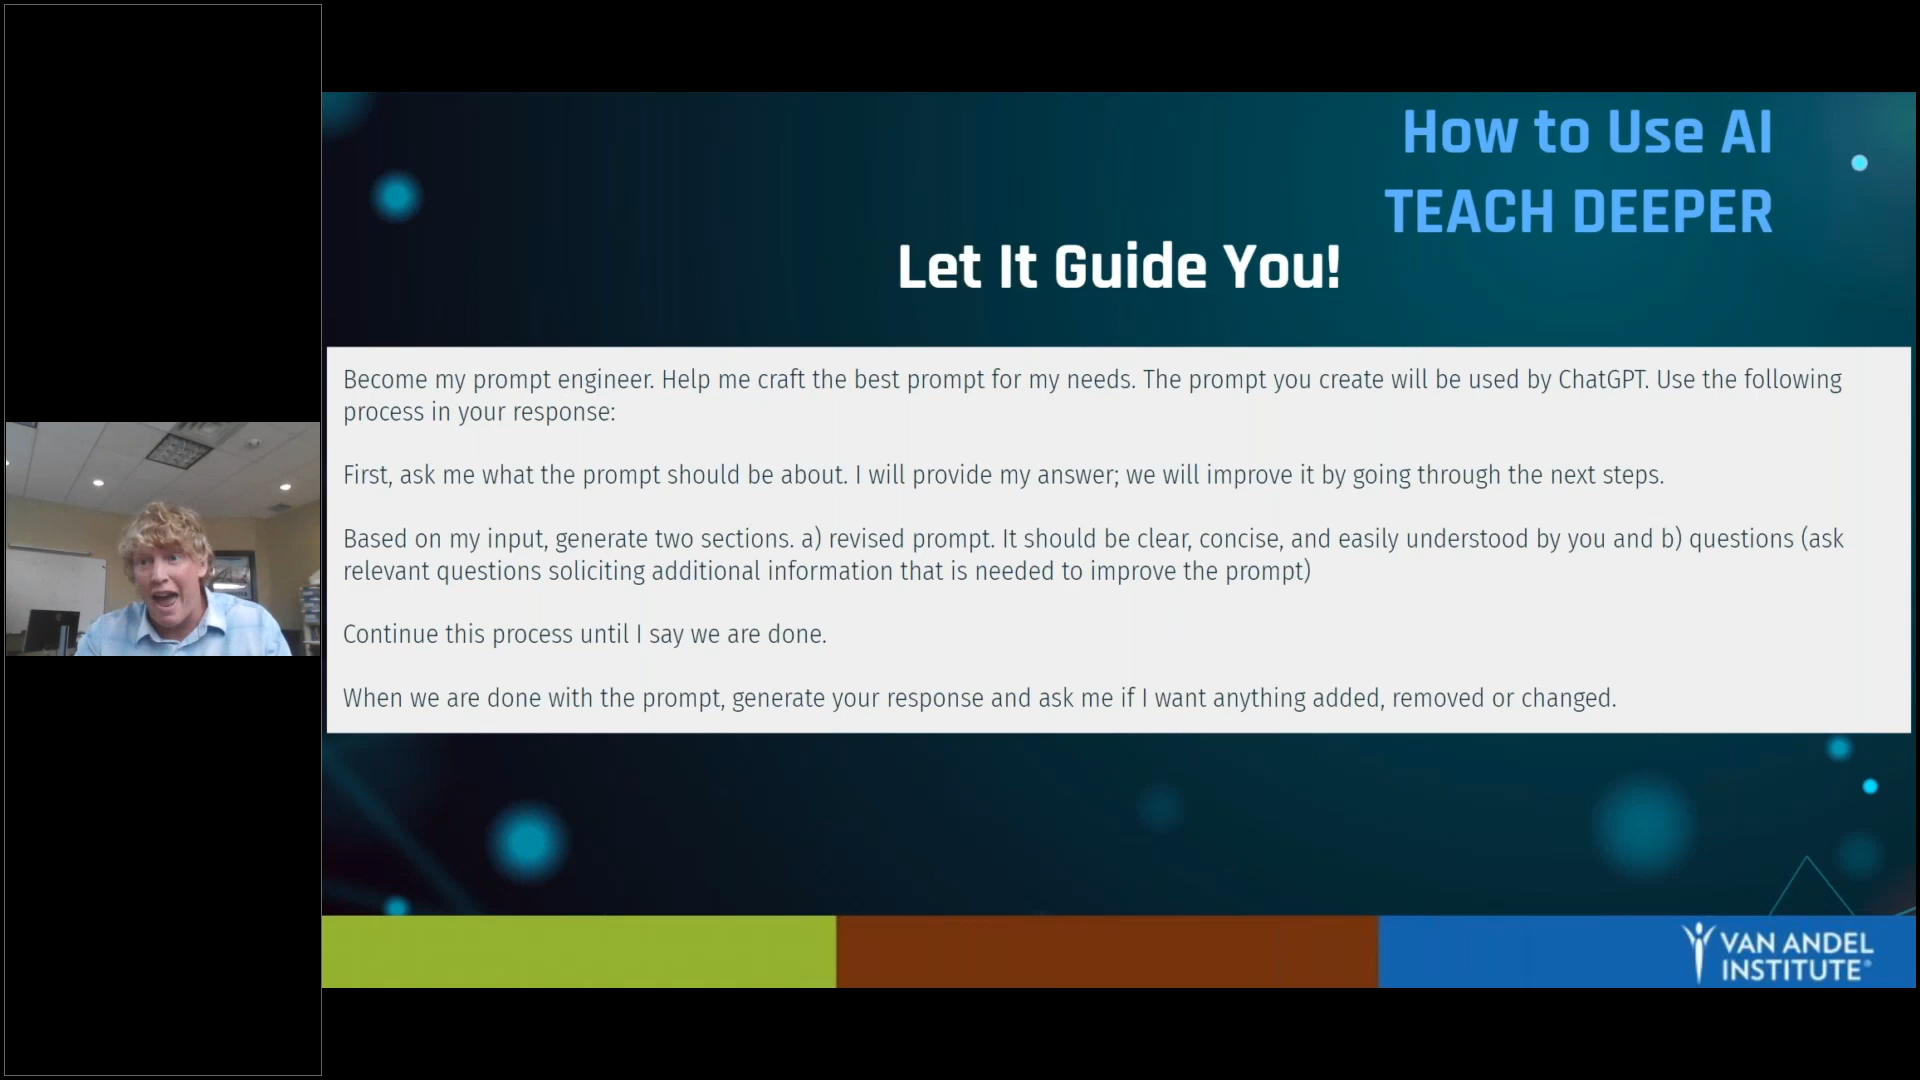 How to Use AI
TEACH DEEPER
Let It Guide You!
Become my prompt engineer. Help me craft the best prompt for my needs. The prompt you create will be used by ChatGPT. Use the following
process in your response:
First, ask me what the prompt should be about. I will provide my answer; we will improve it by going through the next steps.
Based on my input, generate two sections. a) revised prompt. It should be clear, concise, and easily understood by you and b) questions (ask
relevant questions soliciting additional information that is needed to improve the prompt)
Continue this process until I say we are done.
When we are done with the prompt, generate your response and ask me if I want anything added, removed or changed.
VAN ANDEL
INSTITUTE®